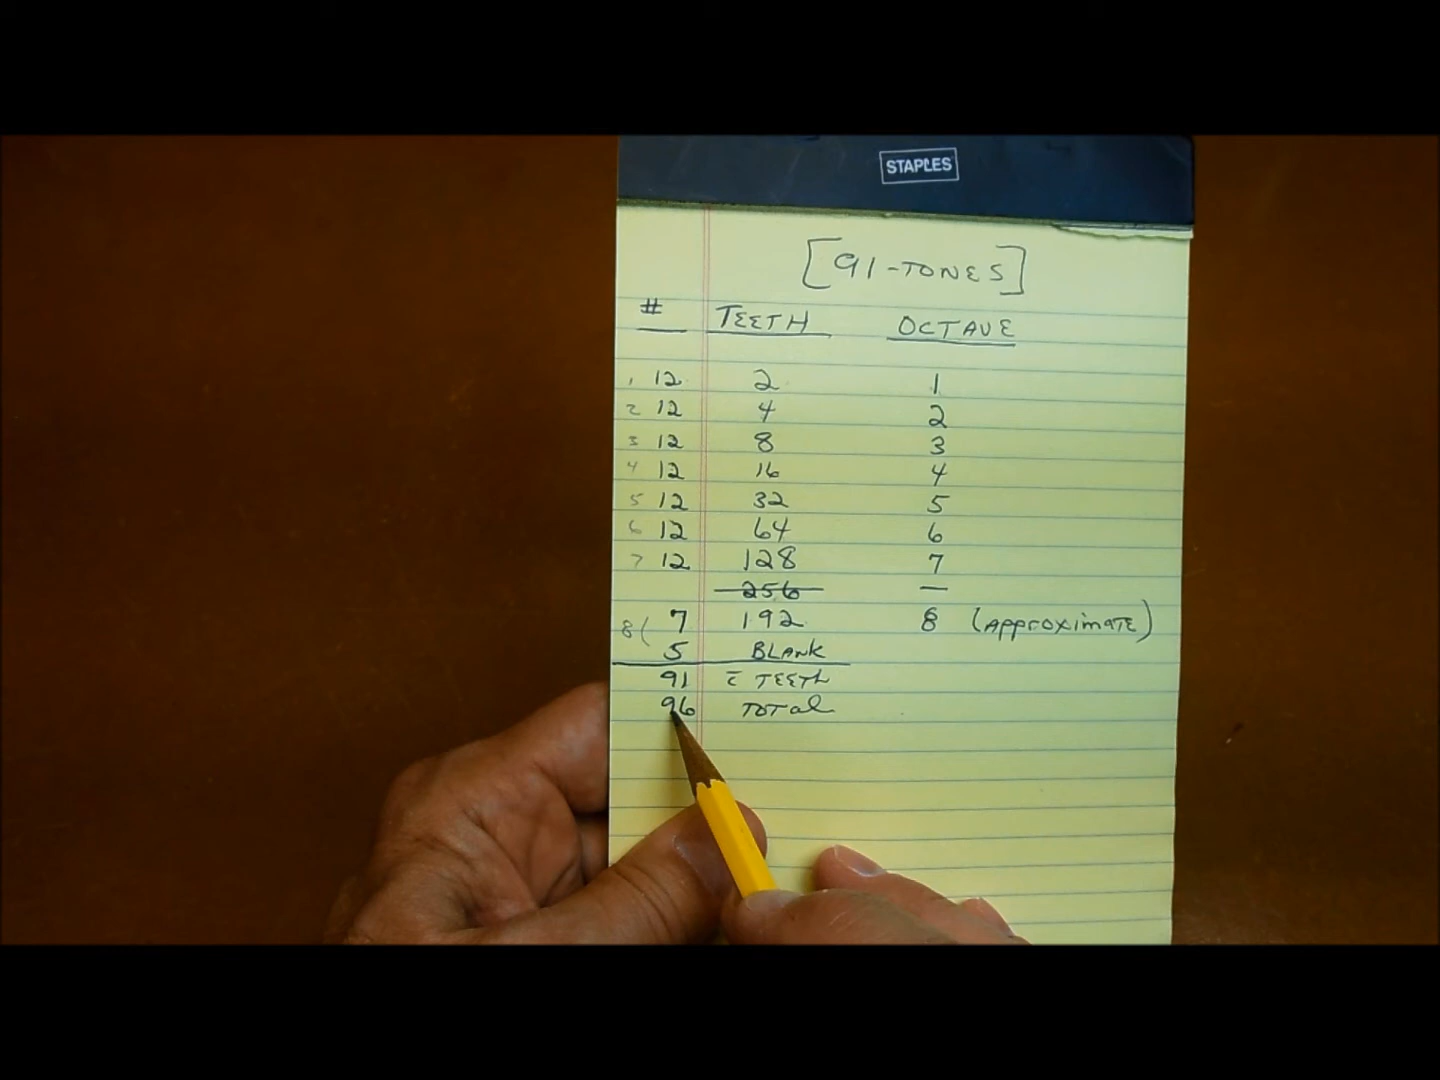 STAPLES
[91-TONES]
# TEETH OCTAVE
1 12 2 1
2 12 4 2
3 12 8 3
4 12 16 4
5 12 32 5
6 12 64 6
7 12 128 7
256 —
8( 7 192 8 (APPROXIMATE)
5 BLANK
91 c̄ TEETH
96 TOTAL